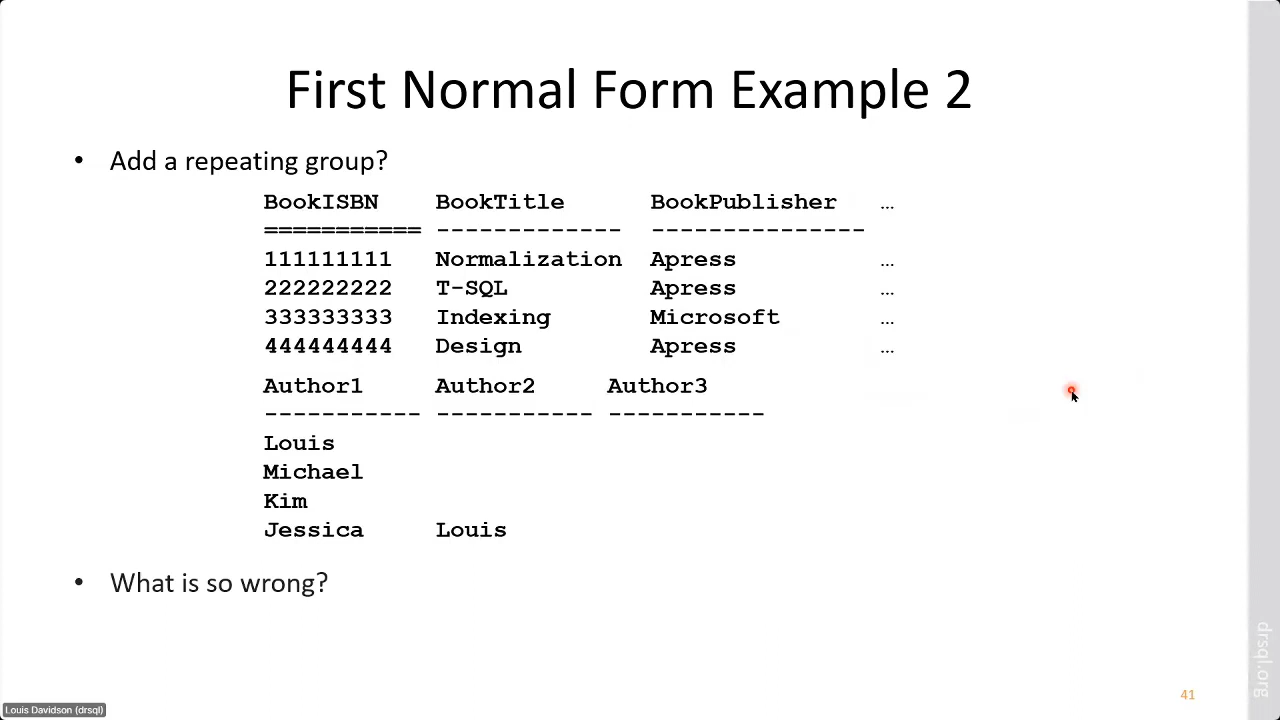 First Normal Form Example 2
• Add a repeating group?
BookISBN BookTitle BookPublisher …
=========== ------------- ---------------
111111111 Normalization Apress …
222222222 T-SQL Apress …
333333333 Indexing Microsoft …
444444444 Design Apress …
Author1 Author2 Author3
----------- ----------- -----------
Louis
Michael
Kim
Jessica Louis
• What is so wrong?
41
drsql.org
Louis Davidson (drsql)